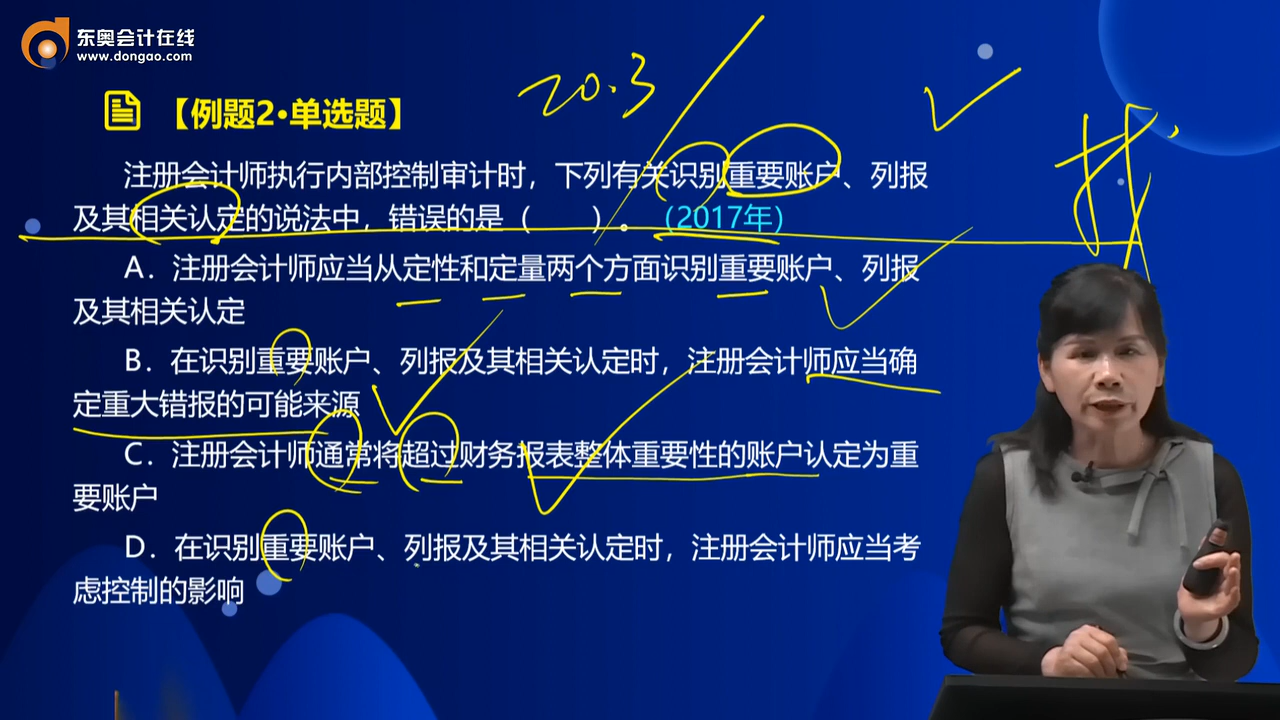 东奥会计在线
www.dongao.com
20.3
【例题2·单选题】
注册会计师执行内部控制审计时，下列有关识别重要账户、列报
及其相关认定的说法中，错误的是（　　）。（2017年）
A．注册会计师应当从定性和定量两个方面识别重要账户、列报
及其相关认定
B．在识别重要账户、列报及其相关认定时，注册会计师应当确
定重大错报的可能来源
C．注册会计师通常将超过财务报表整体重要性的账户认定为重
要账户
D．在识别重要账户、列报及其相关认定时，注册会计师应当考
虑控制的影响